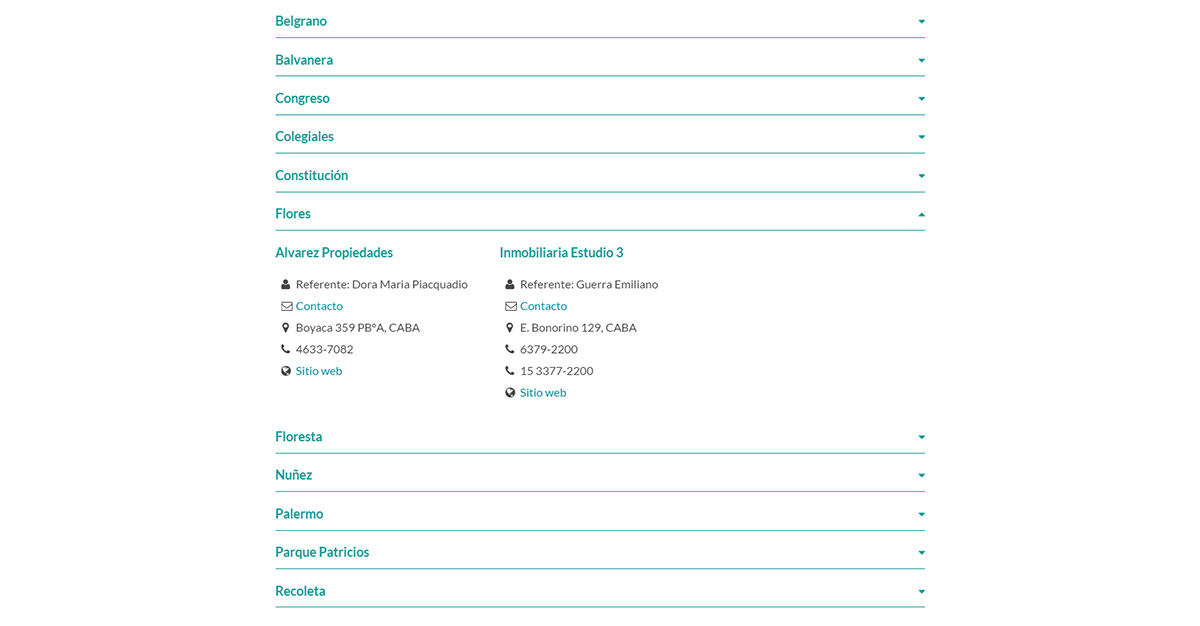 Belgrano
Balvanera
Congreso
Colegiales
Constitución
Flores
Alvarez Propiedades
Referente: Dora Maria Piacquadio
Contacto
Boyaca 359 PB°A, CABA
4633-7082
Sitio web
Inmobiliaria Estudio 3
Referente: Guerra Emiliano
Contacto
E. Bonorino 129, CABA
6379-2200
15 3377-2200
Sitio web
Floresta
Nuñez
Palermo
Parque Patricios
Recoleta